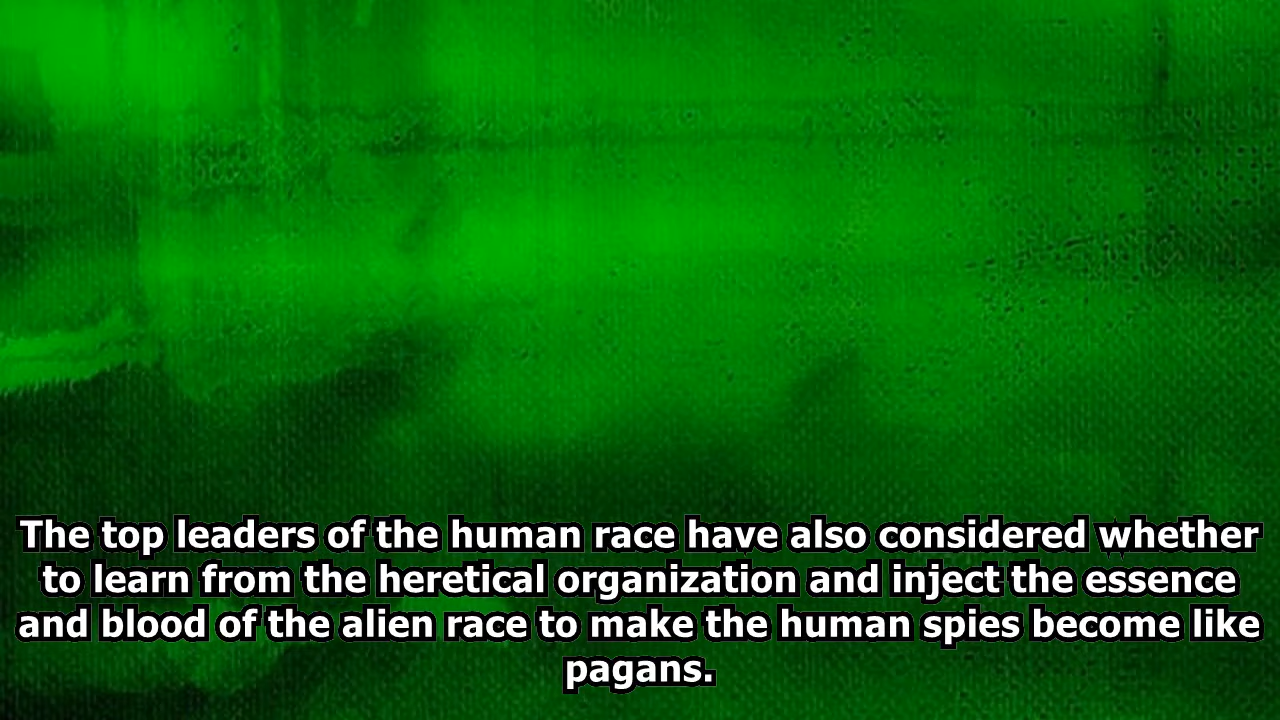 The top leaders of the human race have also considered whether
to learn from the heretical organization and inject the essence
and blood of the alien race to make the human spies become like
pagans.